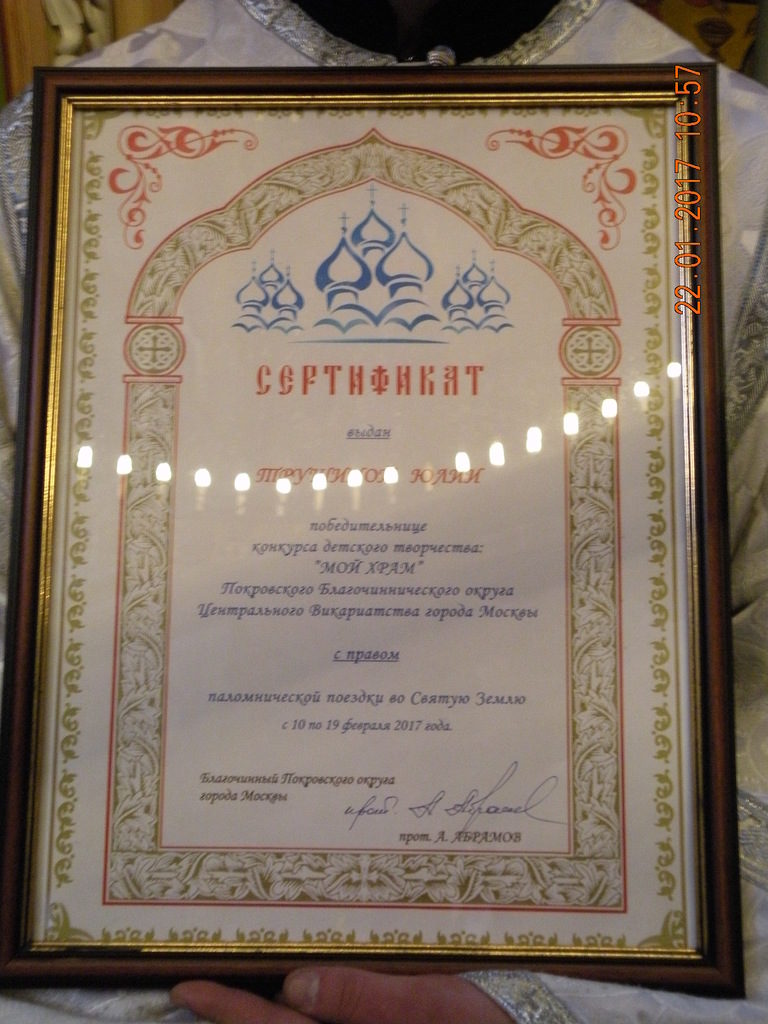 22.01.2017 10:57
СЕРТИФИКАТ
выдан
ЮЛИИ
победительнице
конкурса детского творчества:
"МОЙ ХРАМ"
Покровского Благочиннического округа
Центрального Викариатства города Москвы
с правом
паломнической поездки во Святую Землю
с 10 по 19 февраля 2017 года.
Благочинный Покровского округа
города Москвы
прот. А. Абрамов
прот. А. АБРАМОВ